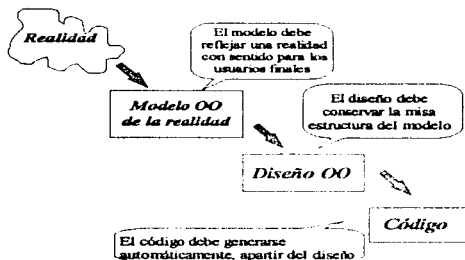 Realidad
El modelo debe
reflejar una realidad
con sentido para los
usuarios finales
Modelo OO
de la realidad
El diseño debe
conservar la misa
estructura del modelo
Diseño OO
Código
El código debe generarse
automáticamente, apartir del diseño